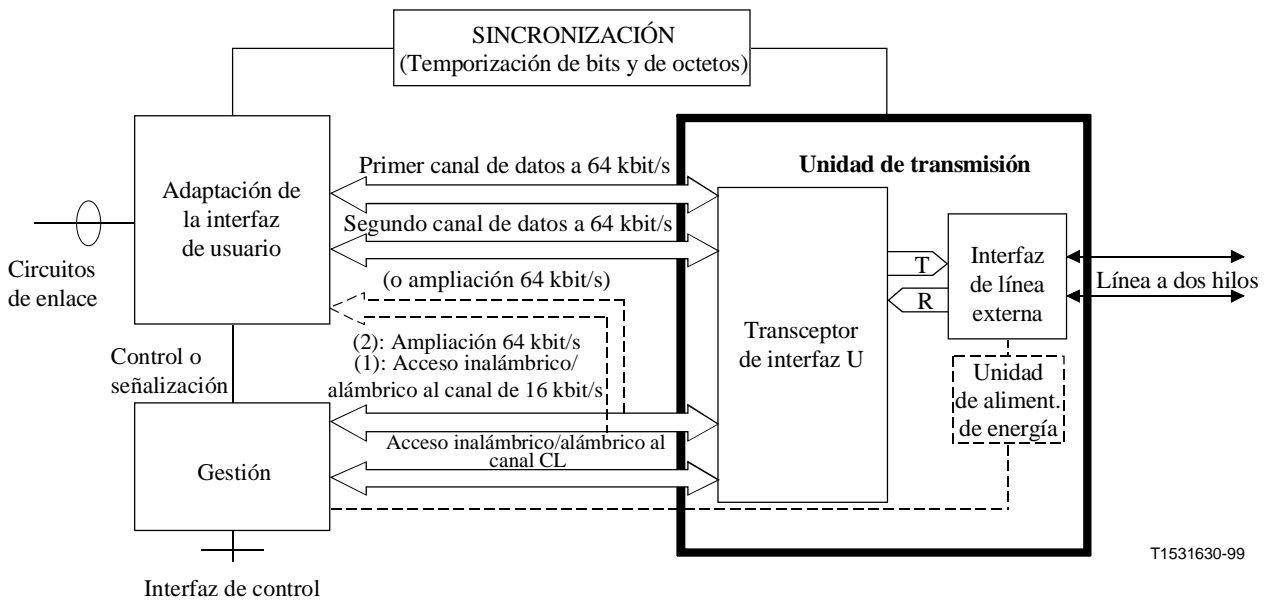 SINCRONIZACIÓN
(Temporización de bits y de octetos)
Adaptación de
la interfaz
de usuario
Circuitos
de enlace
Primer canal de datos a 64 kbit/s
Segundo canal de datos a 64 kbit/s
(o ampliación 64 kbit/s)
(2): Ampliación 64 kbit/s
(1): Acceso inalámbrico/
alámbrico al canal de 16 kbit/s
Acceso inalámbrico/alámbrico al
canal CL
Control o
señalización
Gestión
Interfaz de control
Unidad de transmisión
Transceptor
de interfaz U
T
R
Interfaz
de línea
externa
Línea a dos hilos
Unidad
de aliment.
de energía
T1531630-99